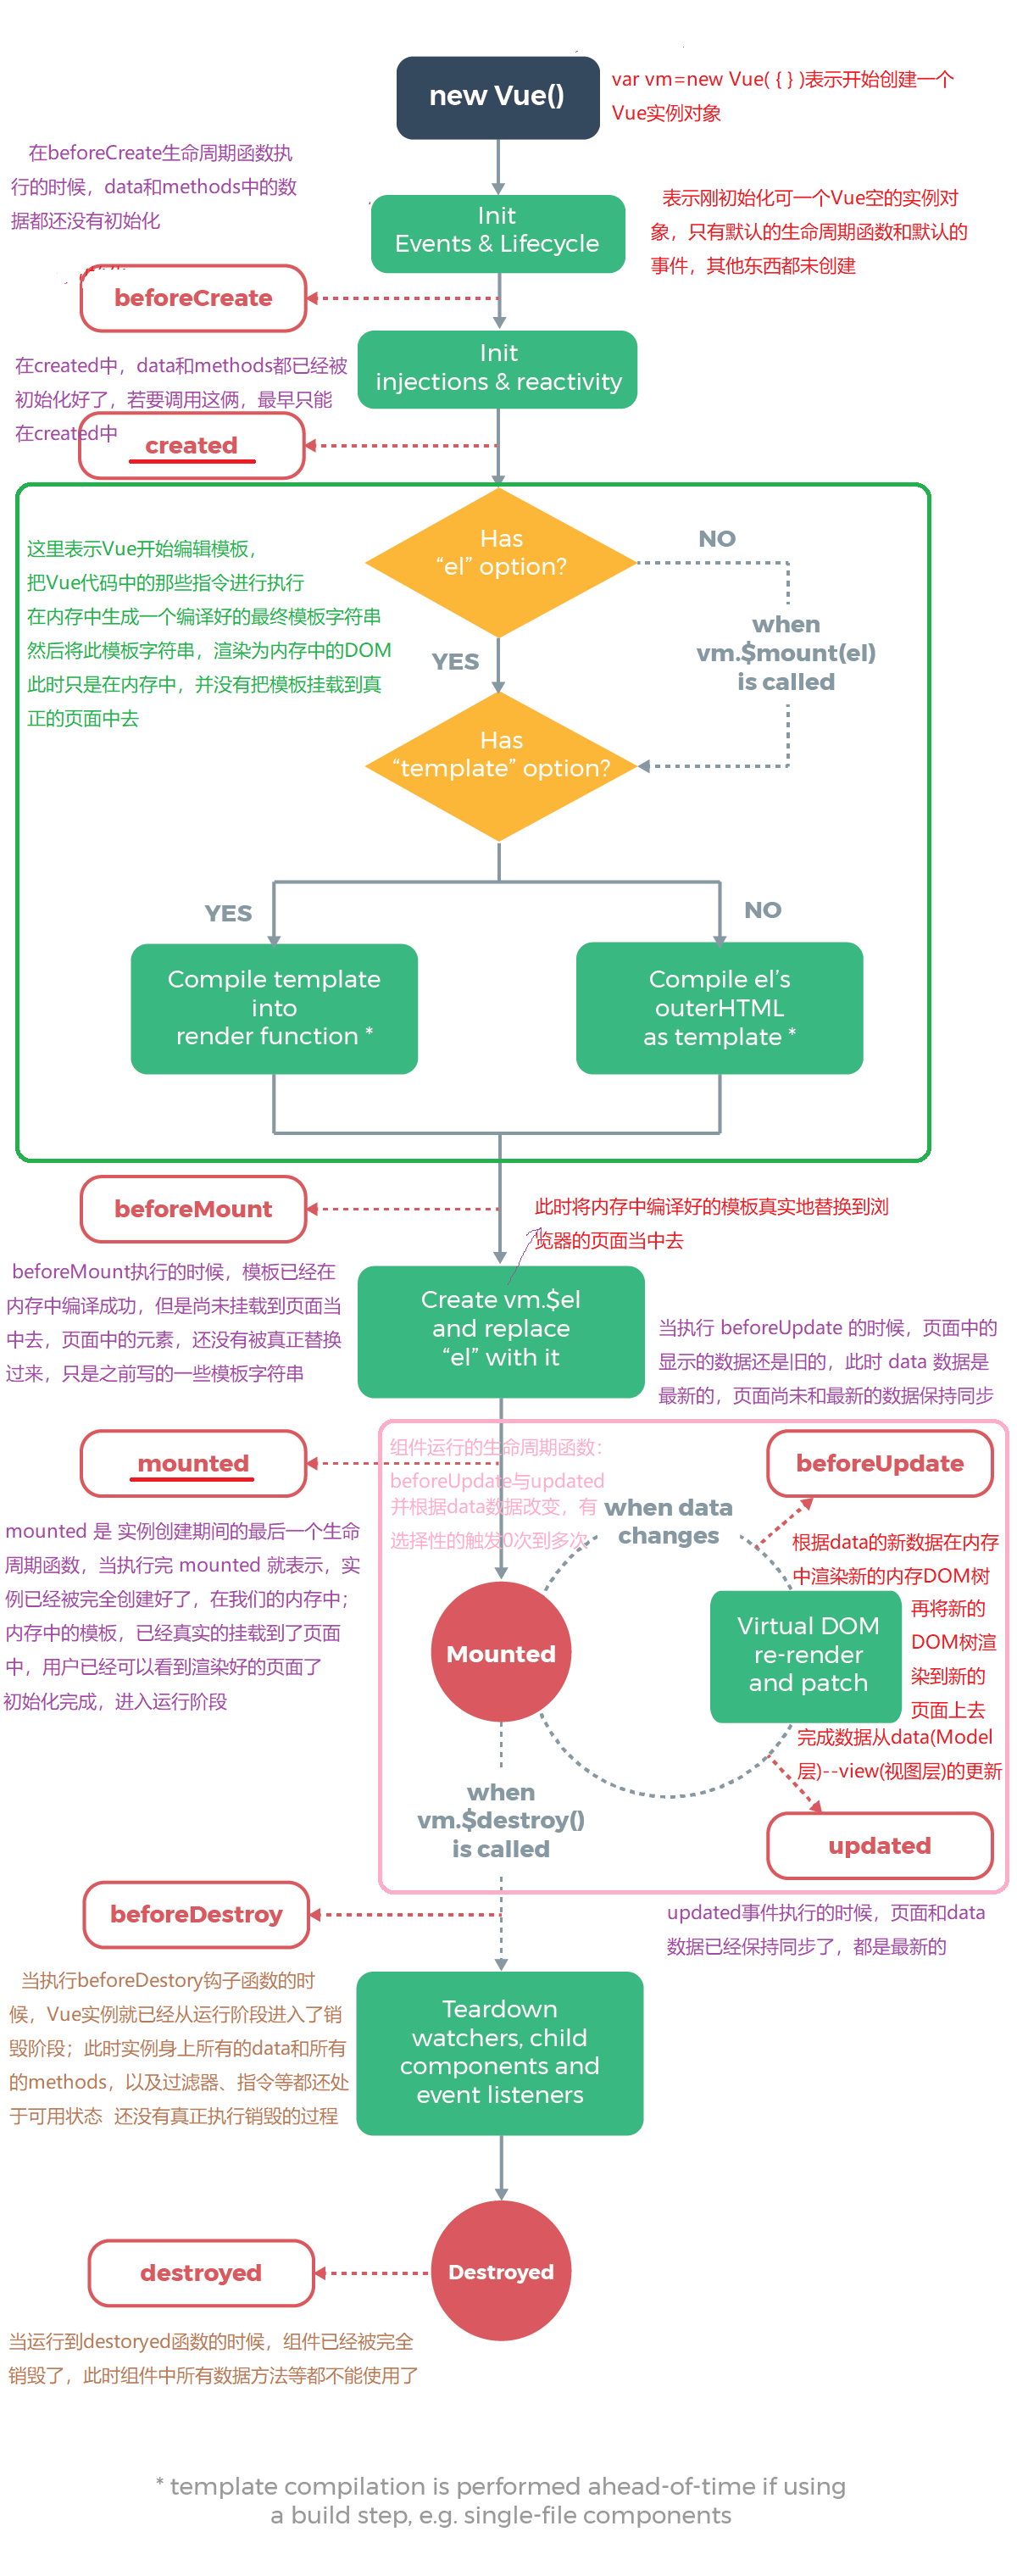 new Vue()
var vm=new Vue( { } )表示开始创建一个
Vue实例对象
在beforeCreate生命周期函数执
行的时候，data和methods中的数
据都还没有初始化
Init
Events & Lifecycle
表示刚初始化可一个Vue空的实例对
象，只有默认的生命周期函数和默认的
事件，其他东西都未创建
beforeCreate
Init
injections & reactivity
在created中，data和methods都已经被
初始化好了，若要调用这俩，最早只能
在created中
created
Has
“el” option?
NO
这里表示Vue开始编辑模板，
把Vue代码中的那些指令进行执行
在内存中生成一个编译好的最终模板字符串
然后将此模板字符串，渲染为内存中的DOM
此时只是在内存中，并没有把模板挂载到真
正的页面中去
when
vm.$mount(el)
is called
YES
Has
“template” option?
YES
NO
Compile template
into
render function *
Compile el’s
outerHTML
as template *
beforeMount
此时将内存中编译好的模板真实地替换到浏
览器的页面当中去
beforeMount执行的时候，模板已经在
内存中编译成功，但是尚未挂载到页面当
中去，页面中的元素，还没有被真正替换
过来，只是之前写的一些模板字符串
Create vm.$el
and replace
“el” with it
当执行 beforeUpdate 的时候，页面中的
显示的数据还是旧的，此时 data 数据是
最新的，页面尚未和最新的数据保持同步
mounted
组件运行的生命周期函数：
beforeUpdate与updated
并根据data数据改变，有
选择性的触发0次到多次
when data
changes
beforeUpdate
mounted 是 实例创建期间的最后一个生命
周期函数，当执行完 mounted 就表示，实
例已经被完全创建好了，在我们的内存中；
内存中的模板，已经真实的挂载到了页面
中，用户已经可以看到渲染好的页面了
初始化完成，进入运行阶段
Mounted
根据data的新数据在内存
中渲染新的内存DOM树
再将新的
DOM树渲
染到新的
页面上去
Virtual DOM
re-render
and patch
完成数据从data(Model
层)--view(视图层)的更新
when
vm.$destroy()
is called
updated
beforeDestroy
updated事件执行的时候，页面和data
数据已经保持同步了，都是最新的
当执行beforeDestory钩子函数的时
候，Vue实例就已经从运行阶段进入了销
毁阶段；此时实例身上所有的data和所有
的methods，以及过滤器、指令等都还处
于可用状态 还没有真正执行销毁的过程
Teardown
watchers, child
components and
event listeners
destroyed
Destroyed
当运行到destoryed函数的时候，组件已经被完全
销毁了，此时组件中所有数据方法等都不能使用了
* template compilation is performed ahead-of-time if using
a build step, e.g. single-file components